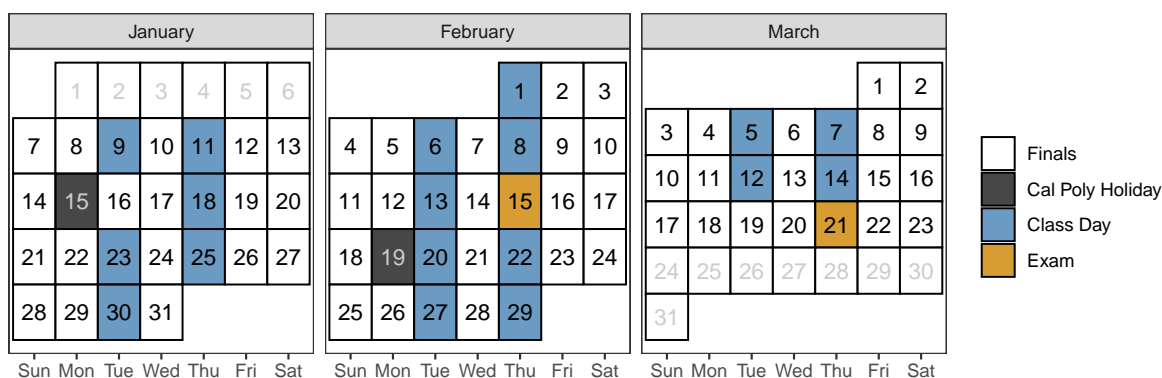 January February March
1 2 3 4 5 6 1 2 3 1 2
7 8 9 10 11 12 13 4 5 6 7 8 9 10 3 4 5 6 7 8 9
14 15 16 17 18 19 20 11 12 13 14 15 16 17 10 11 12 13 14 15 16
21 22 23 24 25 26 27 18 19 20 21 22 23 24 17 18 19 20 21 22 23
28 29 30 31 25 26 27 28 29 24 25 26 27 28 29 30
31
Sun Mon Tue Wed Thu Fri Sat Sun Mon Tue Wed Thu Fri Sat Sun Mon Tue Wed Thu Fri Sat
Finals
Cal Poly Holiday
Class Day
Exam